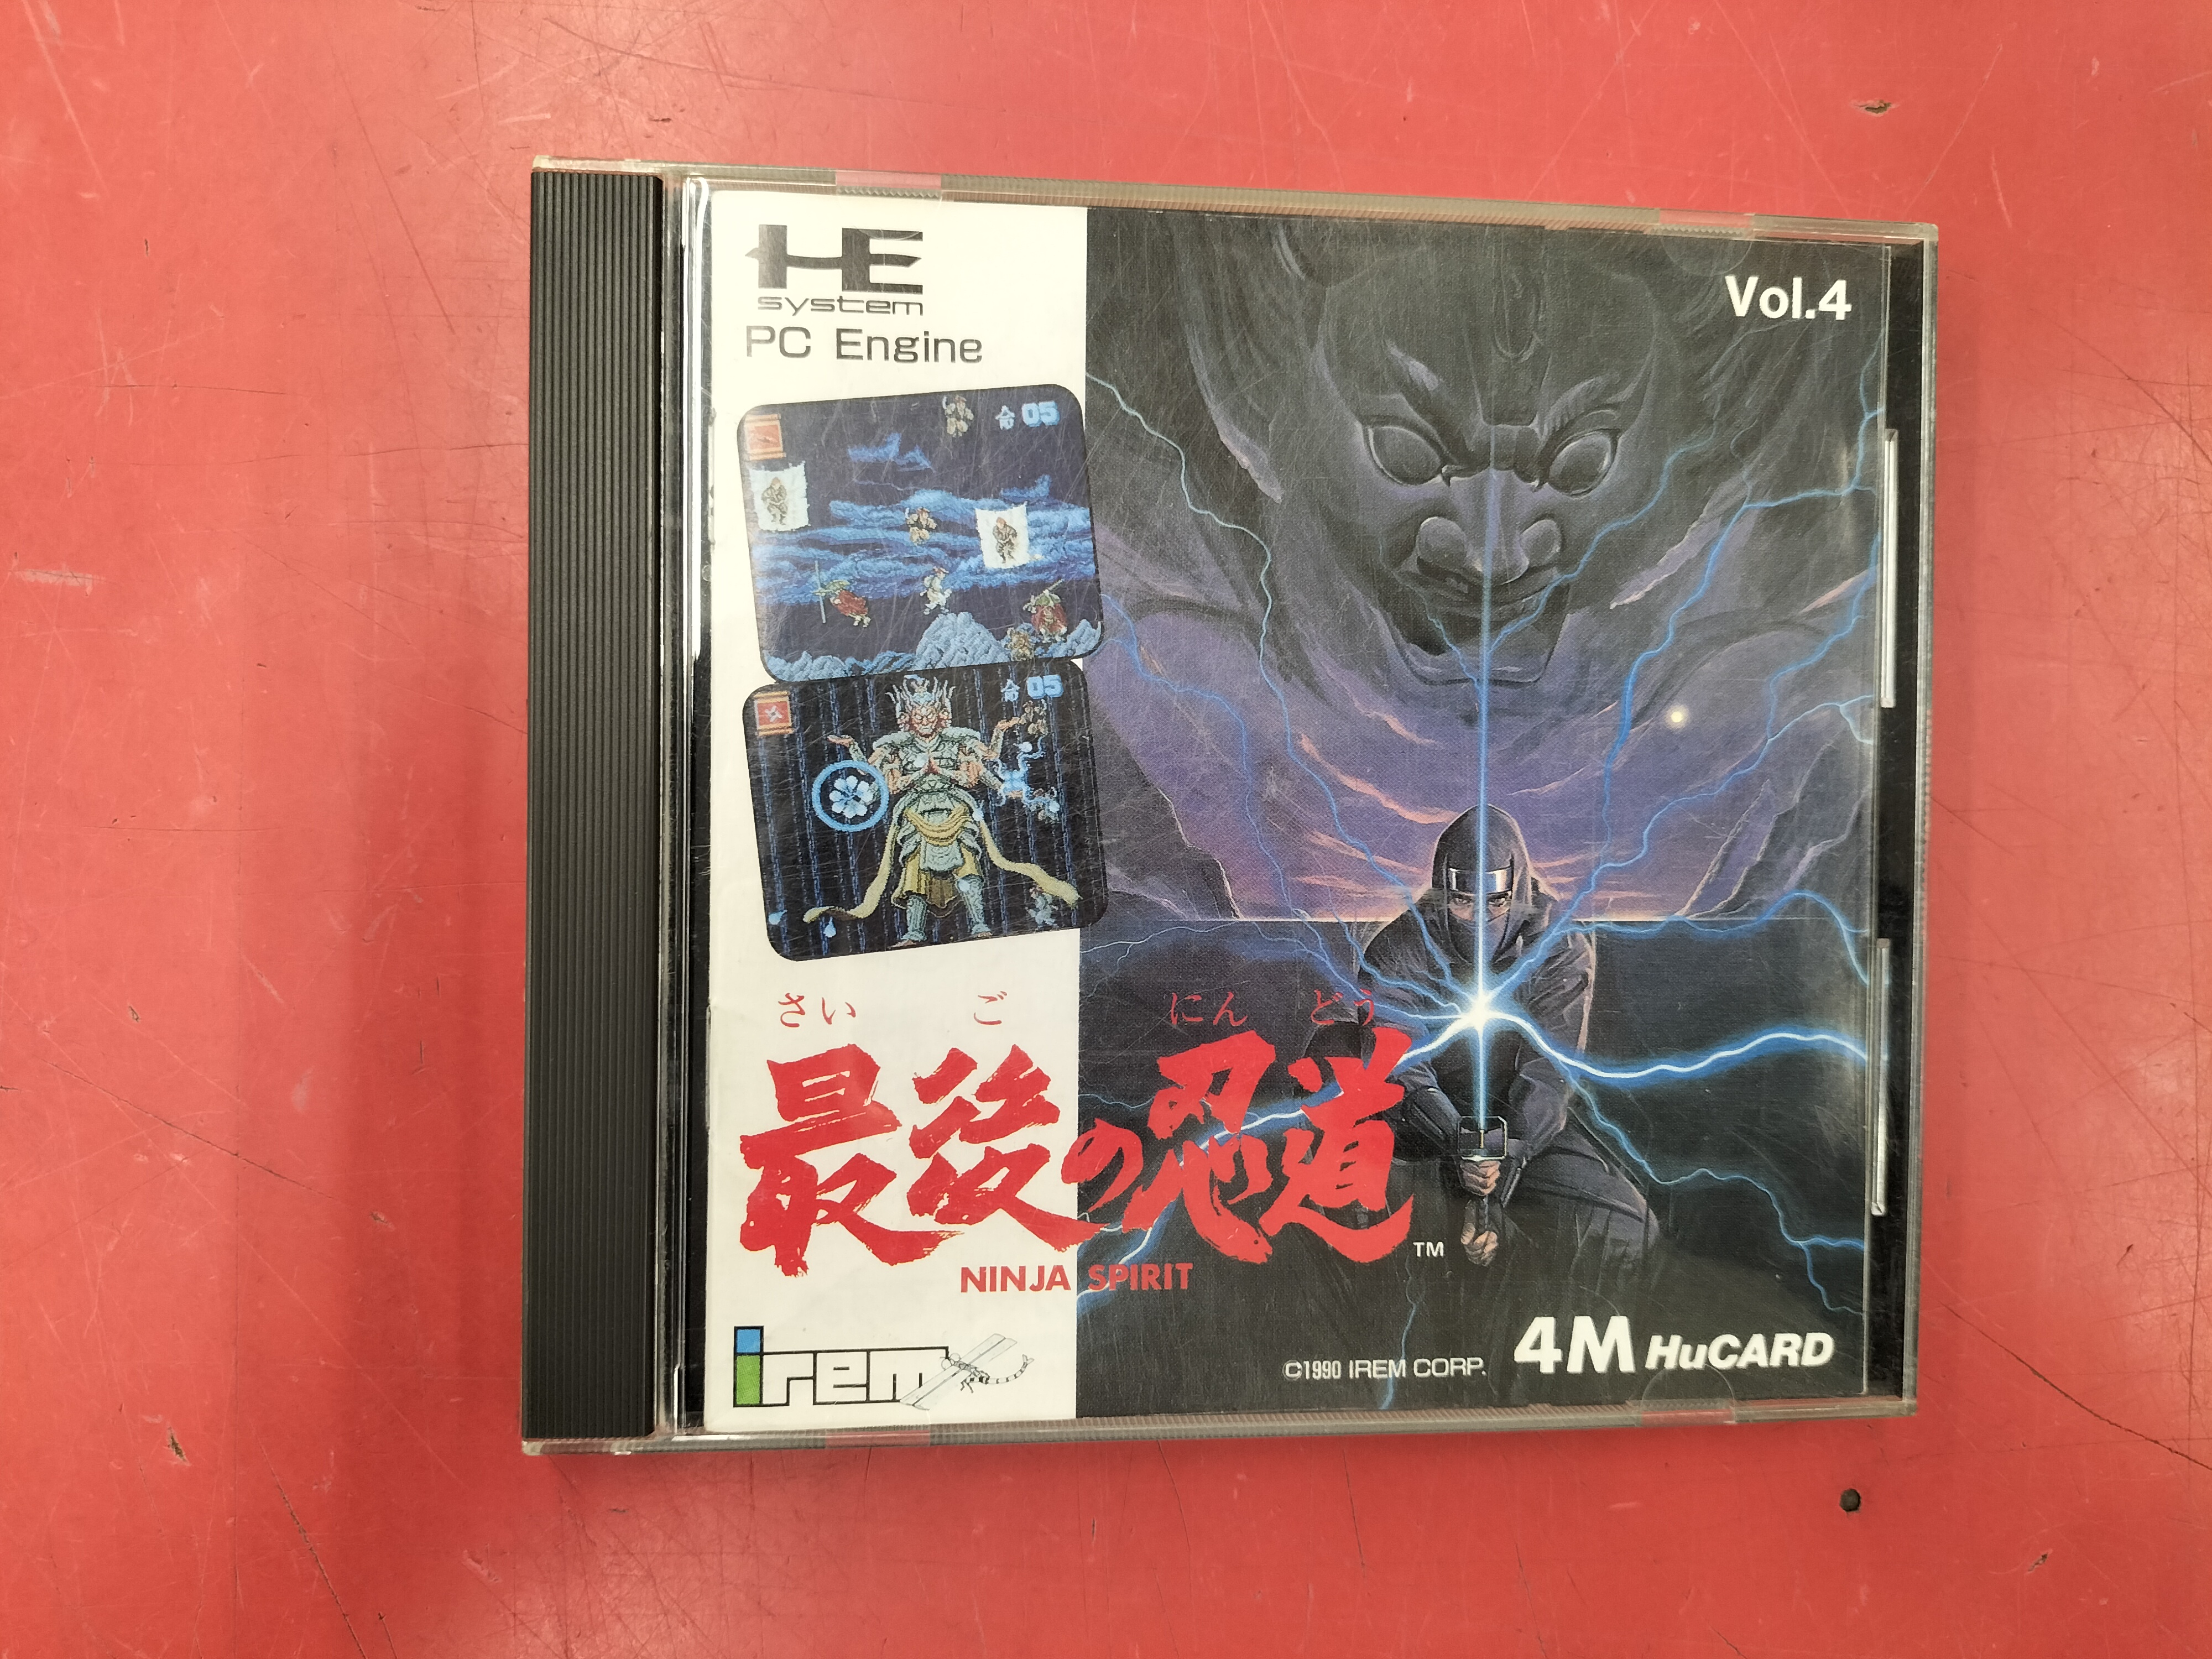 HE
system
PC Engine
Vol.4
命 05
命 05
さい ご にん どう
最後の忍道 TM
NINJA SPIRIT
irem
©1990 IREM CORP.
4M HuCARD